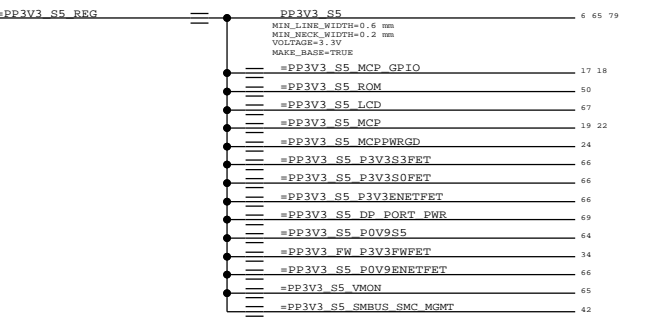 =PP3V3_S5_REG
PP3V3_S5 6 65 79
MIN_LINE_WIDTH=0.6 mm
MIN_NECK_WIDTH=0.2 mm
VOLTAGE=3.3V
MAKE_BASE=TRUE
=PP3V3_S5_MCP_GPIO 17 18
=PP3V3_S5_ROM 50
=PP3V3_S5_LCD 67
=PP3V3_S5_MCP 19 22
=PP3V3_S5_MCPPWRGD 24
=PP3V3_S5_P3V3S3FET 66
=PP3V3_S5_P3V3S0FET 66
=PP3V3_S5_P3V3ENETFET 66
=PP3V3_S5_DP_PORT_PWR 69
=PP3V3_S5_P0V9S5 64
=PP3V3_FW_P3V3FWFET 34
=PP3V3_S5_P0V9ENETFET 66
=PP3V3_S5_VMON 65
=PP3V3_S5_SMBUS_SMC_MGMT 42